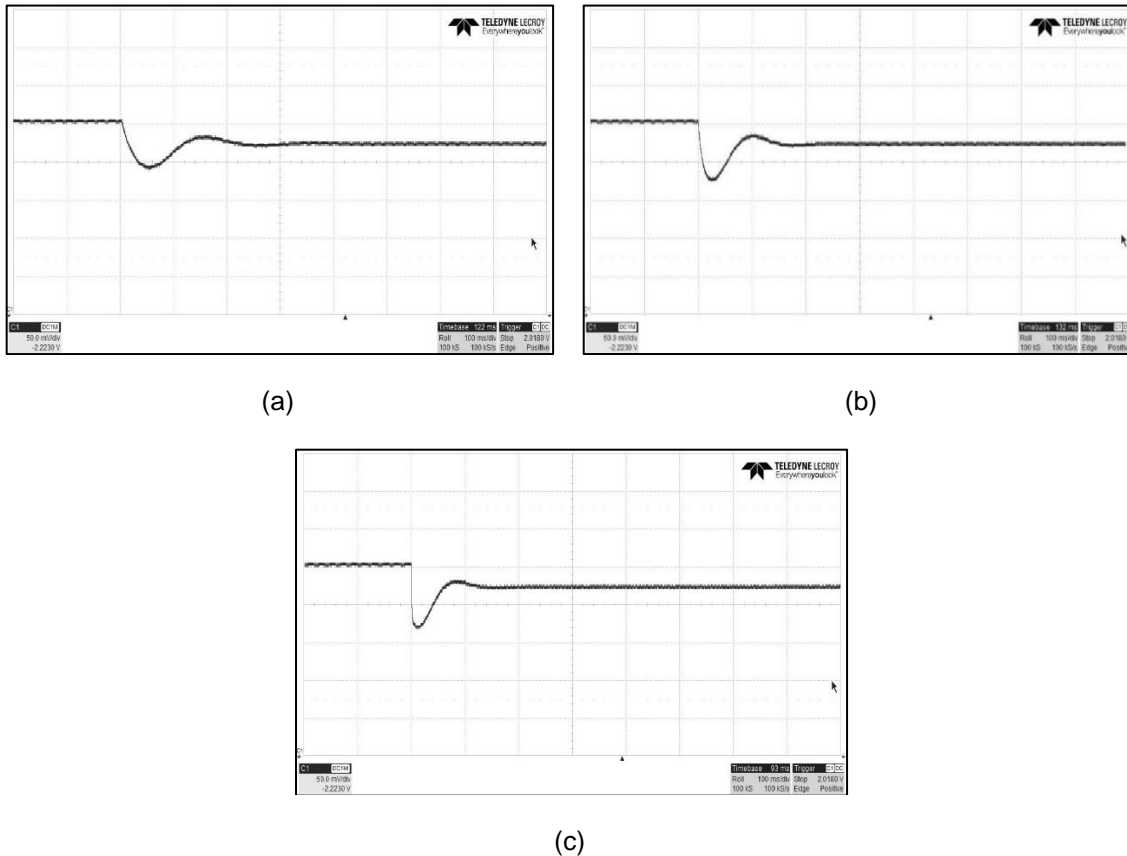 TELEDYNE LECROY
Everywhereyoulook
C1 DC1M
50.0 mV/div
-2.2230 V
Timebase 122 ms
Roll 100 ms/div
100 kS 100 kS/s
Trigger C1 DC
Stop 2.0180 V
Edge Positive
(a)
TELEDYNE LECROY
Everywhereyoulook
C1 DC1M
50.0 mV/div
-2.2230 V
Timebase 132 ms
Roll 100 ms/div
100 kS 100 kS/s
Trigger
Stop 2.0180
Edge Positive
(b)
TELEDYNE LECROY
Everywhereyoulook
C1 DC1M
50.0 mV/div
-2.2230 V
Timebase 93 ms
Roll 100 ms/div
100 kS 100 kS/s
Trigger C1 DC
Stop 2.0180 V
Edge Positive
(c)